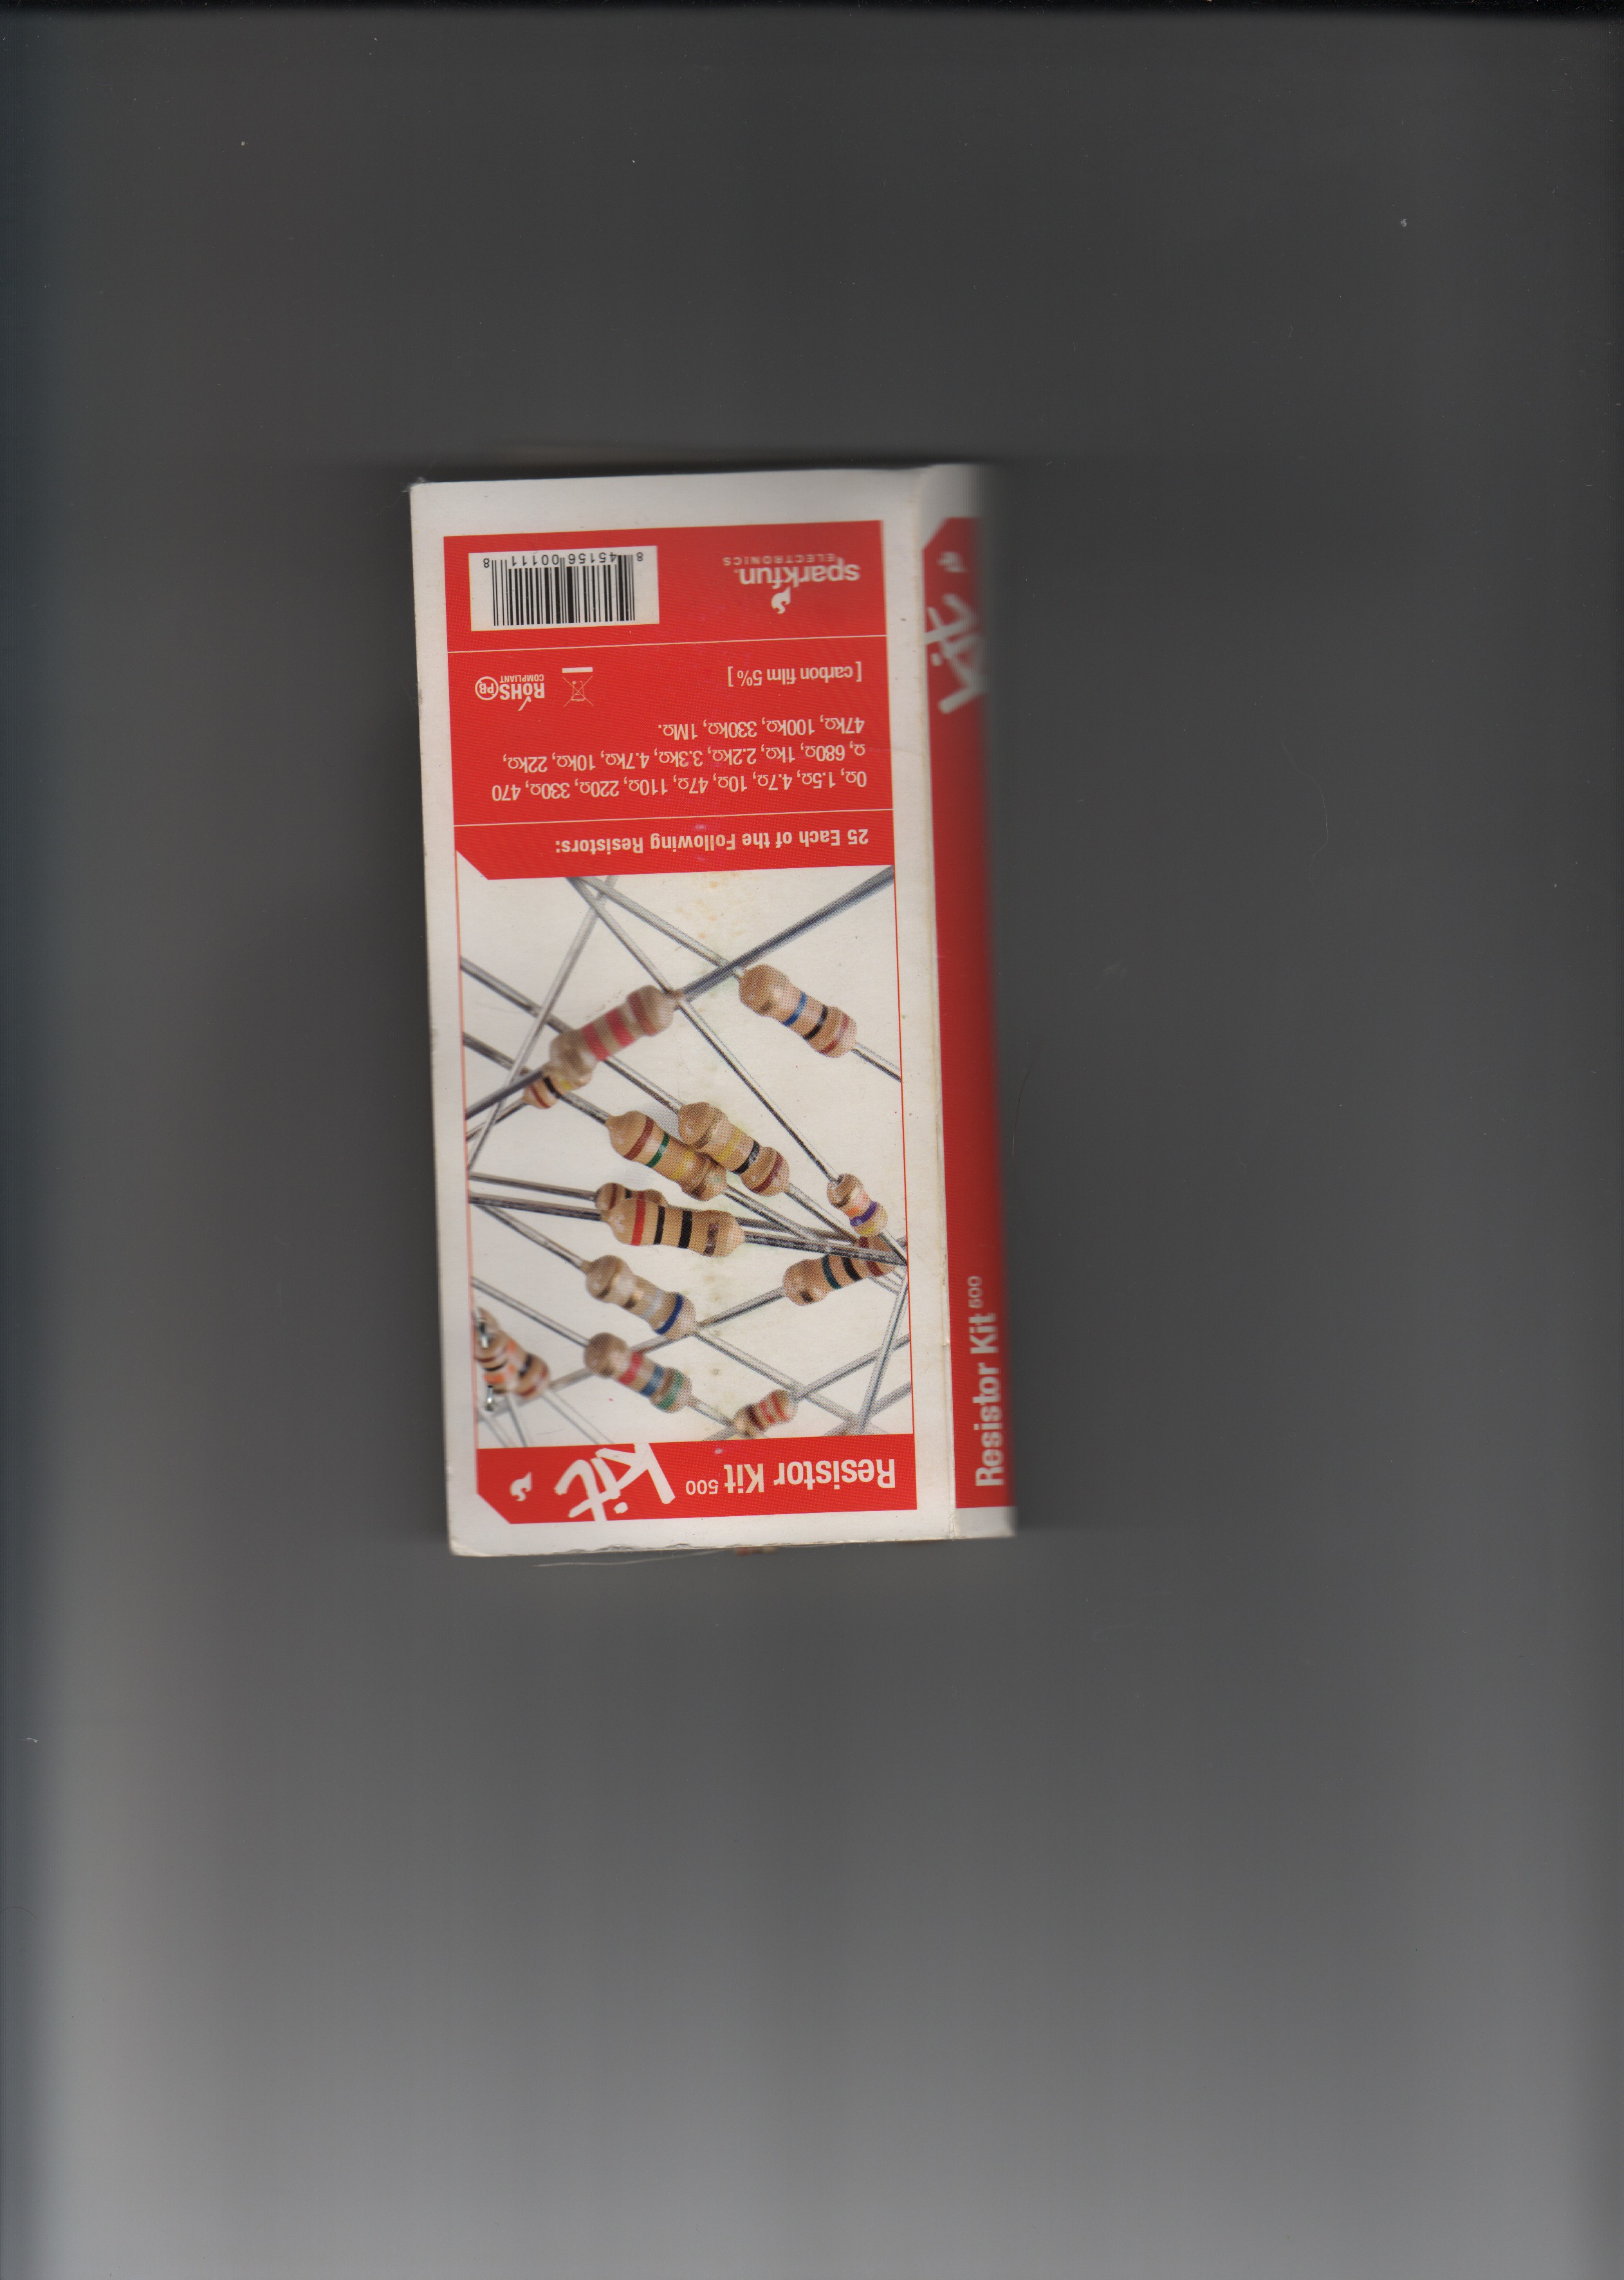 Resistor Kit 500 kit
25 Each of the Following Resistors:
0Ω, 1.5Ω, 4.7Ω, 10Ω, 47Ω, 110Ω, 220Ω, 330Ω, 470
Ω, 680Ω, 1kΩ, 2.2kΩ, 3.3kΩ, 4.7kΩ, 10kΩ, 22kΩ,
47kΩ, 100kΩ, 330kΩ, 1MΩ.
[ carbon film 5% ]
RoHS PB
COMPLIANT
sparkfun.
ELECTRONICS
8 45156 00111 8
Resistor Kit 500 kit